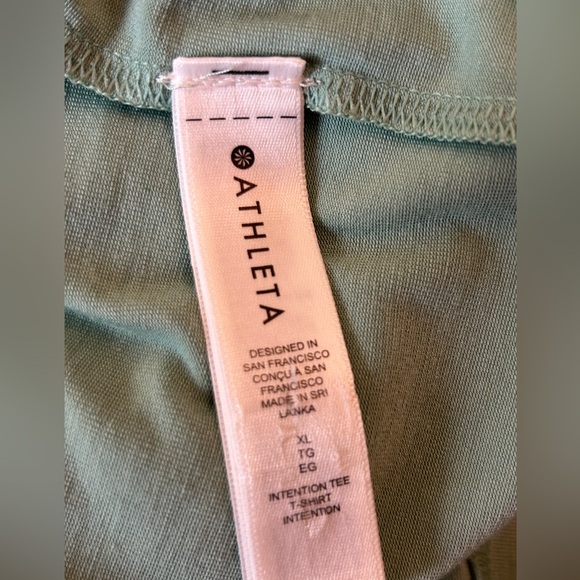 ATHLETA
DESIGNED IN
SAN FRANCISCO
CONÇU À SAN
FRANCISCO
MADE IN SRI
LANKA
XL
TG
EG
INTENTION TEE
T-SHIRT
INTENTION